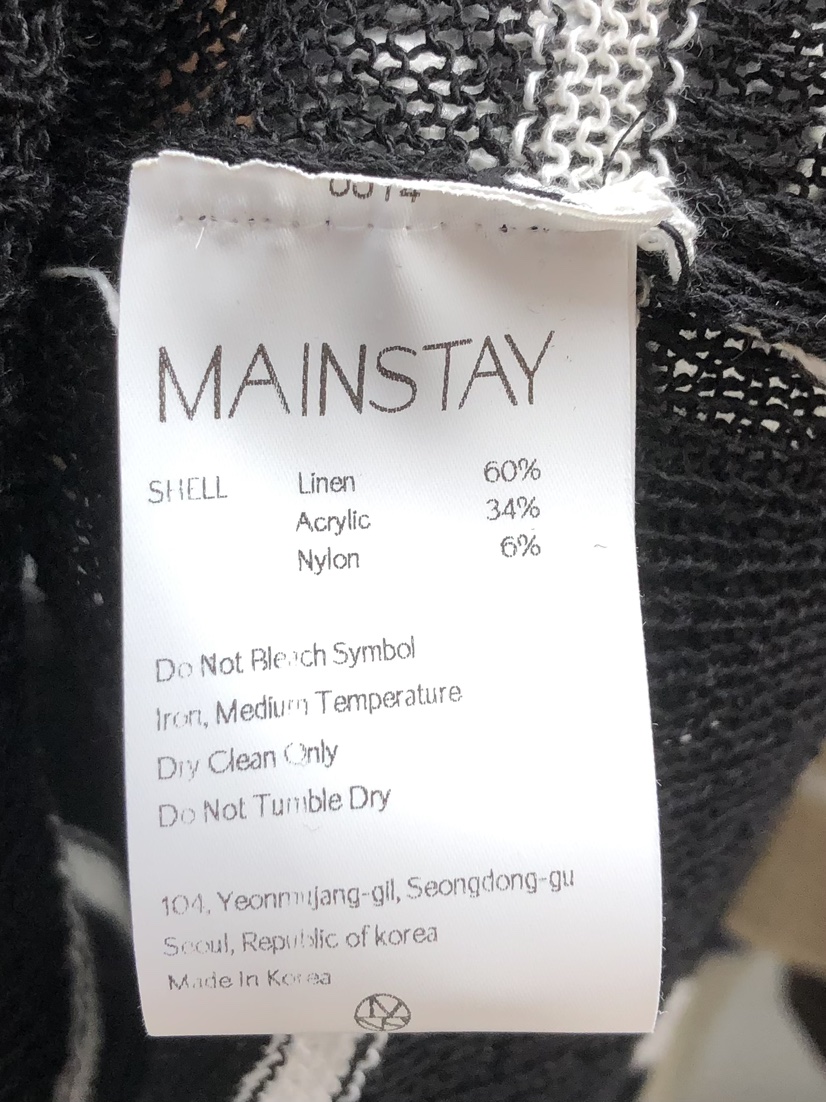 MAINSTAY
SHELL Linen 60%
Acrylic 34%
Nylon 6%
Do Not Bleach Symbol
Iron, Medium Temperature
Dry Clean Only
Do Not Tumble Dry
104, Yeonmujang-gil, Seongdong-gu
Seoul, Republic of korea
Made In Korea